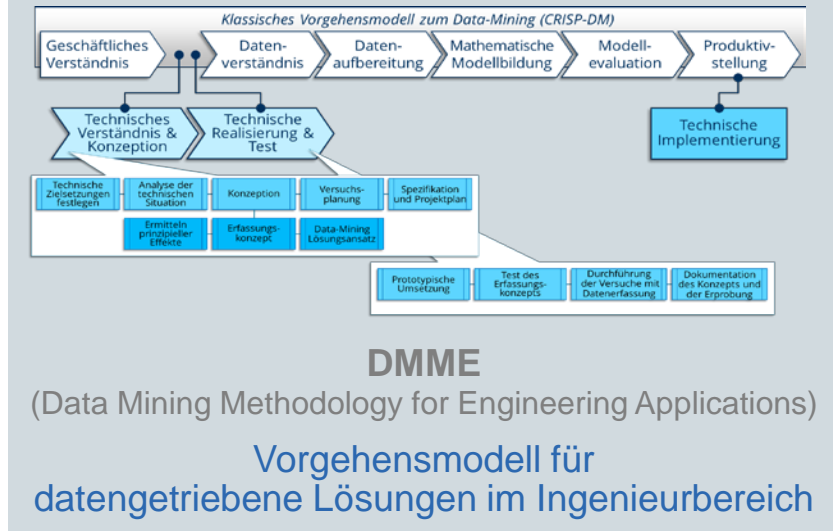 Klassisches Vorgehensmodell zum Data-Mining (CRISP-DM)
Geschäftliches
Verständnis
Daten-
verständnis
Daten-
aufbereitung
Mathematische
Modellbildung
Modell-
evaluation
Produktiv-
stellung
Technisches
Verständnis &
Konzeption
Technische
Realisierung &
Test
Technische
Implementierung
Technische
Zielsetzungen
festlegen
Analyse der
technischen
Situation
Konzeption
Versuchs-
planung
Spezifikation
und Projektplan
Ermitteln
prinzipieller
Effekte
Erfassungs-
konzept
Data-Mining
Lösungsansatz
Prototypische
Umsetzung
Test des
Erfassungs-
konzepts
Durchführung
der Versuche mit
Datenerfassung
Dokumentation
des Konzepts und
der Erprobung
DMME
(Data Mining Methodology for Engineering Applications)
Vorgehensmodell für
datengetriebene Lösungen im Ingenieurbereich